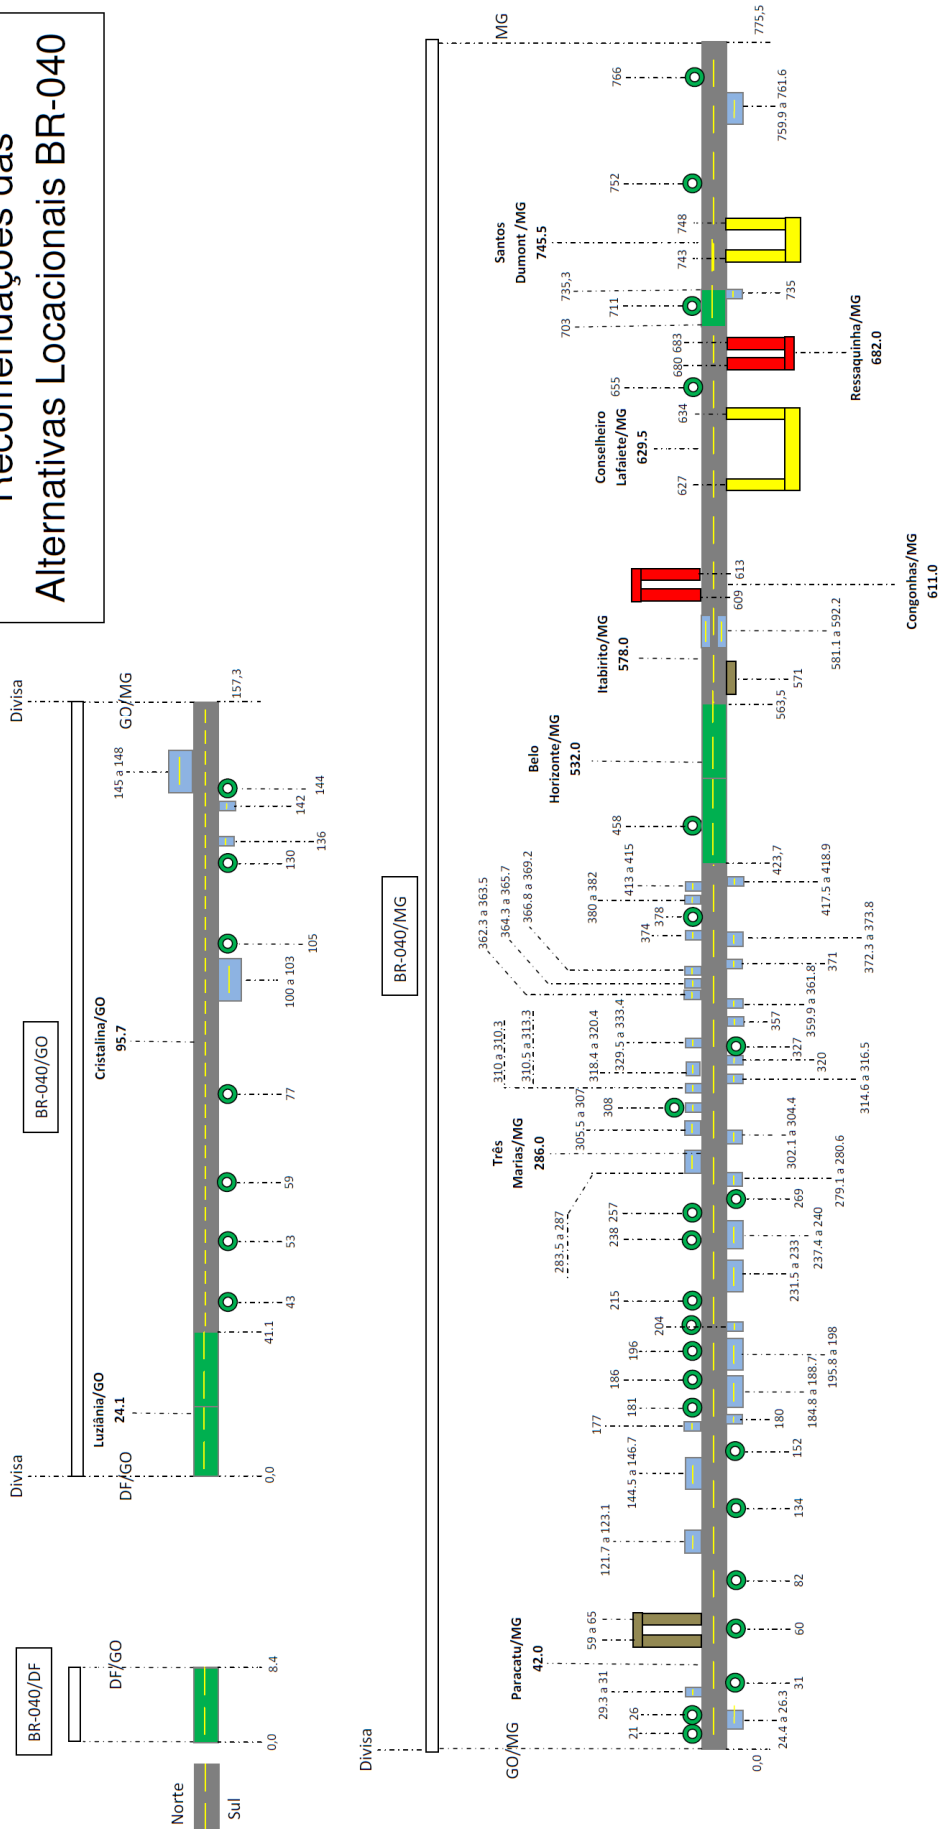 Recomendações das
Alternativas Locacionais BR-040
Norte
Sul
BR-040/DF
DF/GO
0,0
8.4
BR-040/GO
Divisa
DF/GO
Divisa
GO/MG
Luziânia/GO
24.1
Cristalina/GO
95.7
145 a 148
0,0
41.1
43
53
59
77
100 a 103
105
130
136
142
144
157,3
BR-040/MG
Divisa
GO/MG
MG
Paracatu/MG
42.0
Três
Marias/MG
286.0
Belo
Horizonte/MG
532.0
Itabirito/MG
578.0
Conselheiro
Lafaiete/MG
629.5
Santos
Dumont /MG
745.5
21
26
29.3 a 31
59 a 65
121.7 a 123.1
144.5 a 146.7
177
181
186
196
204
215
238
257
283.5 a 287
305.5 a 307
308
310 a 310.3
310.5 a 313.3
318.4 a 320.4
329.5 a 333.4
362.3 a 363.5
364.3 a 365.7
366.8 a 369.2
374
378
380 a 382
413 a 415
458
627
634
655
680
683
703
711
735,3
743
748
752
766
0,0
24.4 a 26.3
31
60
82
134
152
180
184.8 a 188.7
195.8 a 198
231.5 a 233
237.4 a 240
269
279.1 a 280.6
302.1 a 304.4
314.6 a 316.5
320
327
357
359.9 a 361.8
371
372.3 a 373.8
417.5 a 418.9
423,7
563,5
571
581.1 a 592.2
609
613
Congonhas/MG
611.0
Ressaquinha/MG
682.0
735
759.9 a 761.6
775,5